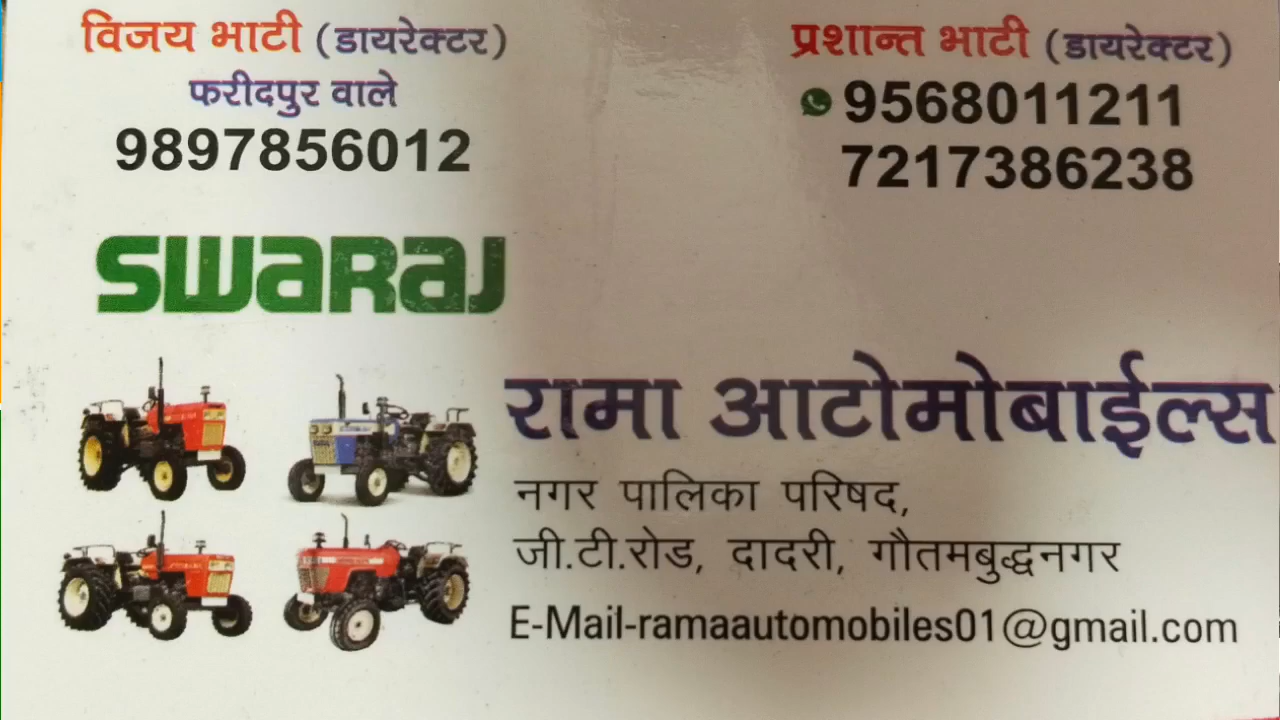 विजय भाटी (डायरेक्टर)
फरीदपुर वाले
9897856012
प्रशान्त भाटी (डायरेक्टर)
9568011211
7217386238
SWARAJ
रामा आटोमोबाईल्स
नगर पालिका परिषद,
जी.टी.रोड, दादरी, गौतमबुद्धनगर
E-Mail-ramaautomobiles01@gmail.com